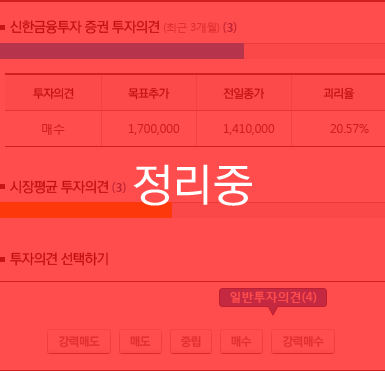 신한금융투자 증권 투자의견 (최근 3개월) (3)
투자의견 목표추가 전일종가 괴리율
매수 1,700,000 1,410,000 20.57%
정리중
시장평균 투자의견 (3)
투자의견 선택하기
일반투자의견(4)
강력매도 매도 중립 매수 강력매수